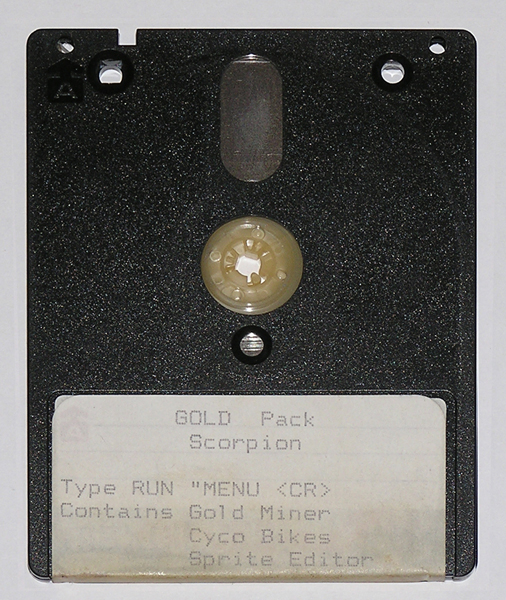 GOLD Pack
Scorpion
Type RUN "MENU <CR>
Contains Gold Miner
Cyco Bikes
Sprite Editor